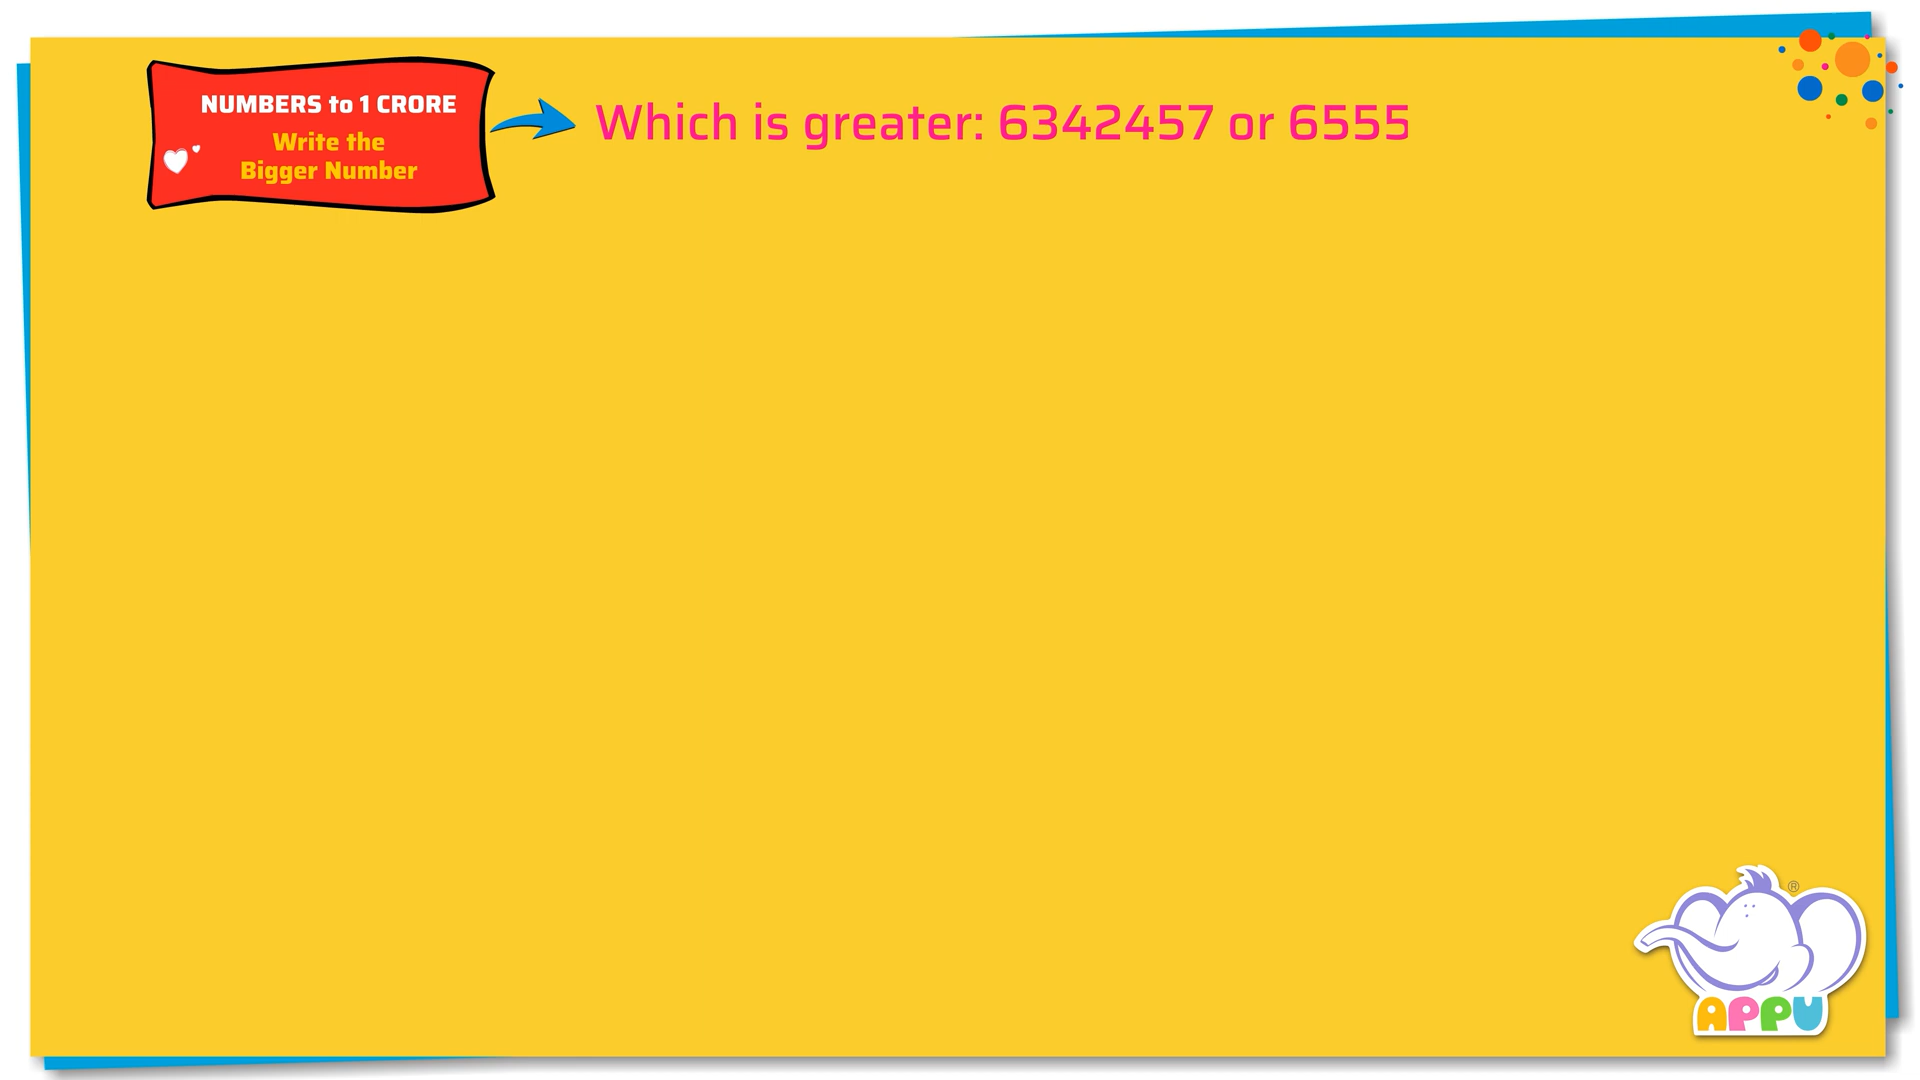 NUMBERS to 1 CRORE
Write the
Bigger Number
Which is greater: 6342457 or 6555
®
APPU